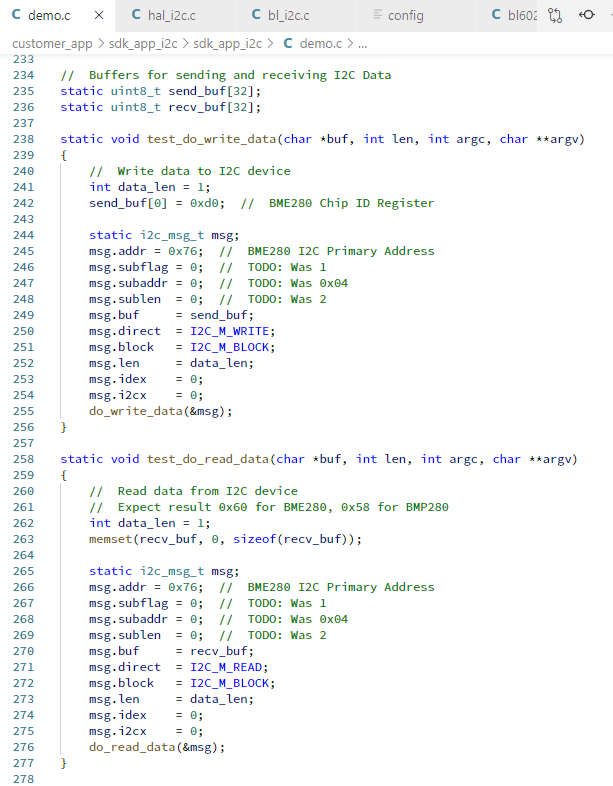 demo.c × hal_i2c.c bl_i2c.c config bl602
customer_app > sdk_app_i2c > sdk_app_i2c > demo.c > ...
233
234 //  Buffers for sending and receiving I2C Data
235 static uint8_t send_buf[32];
236 static uint8_t recv_buf[32];
237
238 static void test_do_write_data(char *buf, int len, int argc, char **argv)
239 {
240     //  Write data to I2C device
241     int data_len = 1;
242     send_buf[0] = 0xd0;  //  BME280 Chip ID Register
243
244     static i2c_msg_t msg;
245     msg.addr = 0x76;  //  BME280 I2C Primary Address
246     msg.subflag = 0;  //  TODO: Was 1
247     msg.subaddr = 0;  //  TODO: Was 0x04
248     msg.sublen  = 0;  //  TODO: Was 2
249     msg.buf     = send_buf;
250     msg.direct  = I2C_M_WRITE;
251     msg.block   = I2C_M_BLOCK;
252     msg.len     = data_len;
253     msg.idex    = 0;
254     msg.i2cx    = 0;
255     do_write_data(&msg);
256 }
257
258 static void test_do_read_data(char *buf, int len, int argc, char **argv)
259 {
260     //  Read data from I2C device
261     //  Expect result 0x60 for BME280, 0x58 for BMP280
262     int data_len = 1;
263     memset(recv_buf, 0, sizeof(recv_buf));
264
265     static i2c_msg_t msg;
266     msg.addr = 0x76;  //  BME280 I2C Primary Address
267     msg.subflag = 0;  //  TODO: Was 1
268     msg.subaddr = 0;  //  TODO: Was 0x04
269     msg.sublen  = 0;  //  TODO: Was 2
270     msg.buf     = recv_buf;
271     msg.direct  = I2C_M_READ;
272     msg.block   = I2C_M_BLOCK;
273     msg.len     = data_len;
274     msg.idex    = 0;
275     msg.i2cx    = 0;
276     do_read_data(&msg);
277 }
278